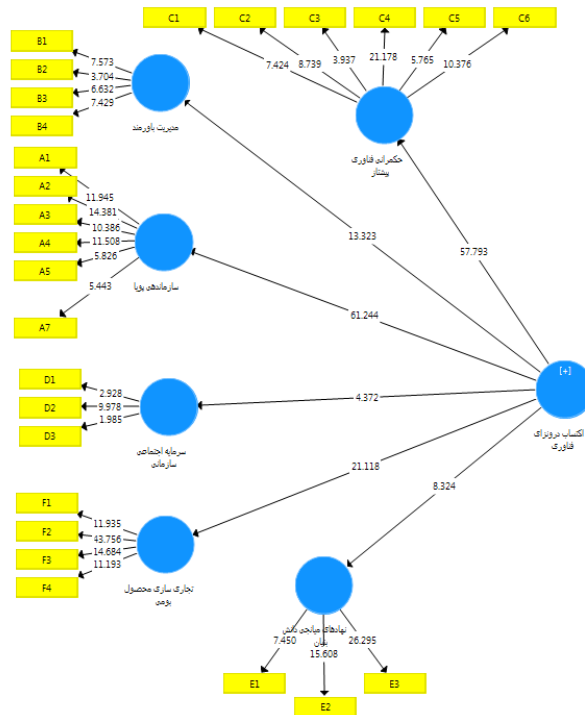 C1
C2
C3
C4
C5
C6
7.424
8.739
3.937
21.178
5.765
10.376
حکمرانی فناوری
پیشتاز
B1
B2
B3
B4
7.573
3.704
6.632
7.429
مدیریت باورمند
A1
A2
A3
A4
A5
A7
11.945
14.381
10.386
11.508
5.826
5.443
سازماندهی پویا
13.323
57.793
61.244
4.372
21.118
8.324
[+]
اکتساب درونزای
فناوری
D1
D2
D3
2.928
9.978
1.985
سرمایه اجتماعی
سازمانی
F1
F2
F3
F4
11.935
43.756
14.684
11.193
تجاری سازی محصول
بومی
نهادهای میانجی دانش
بنیان
7.450
15.608
26.295
E1
E2
E3